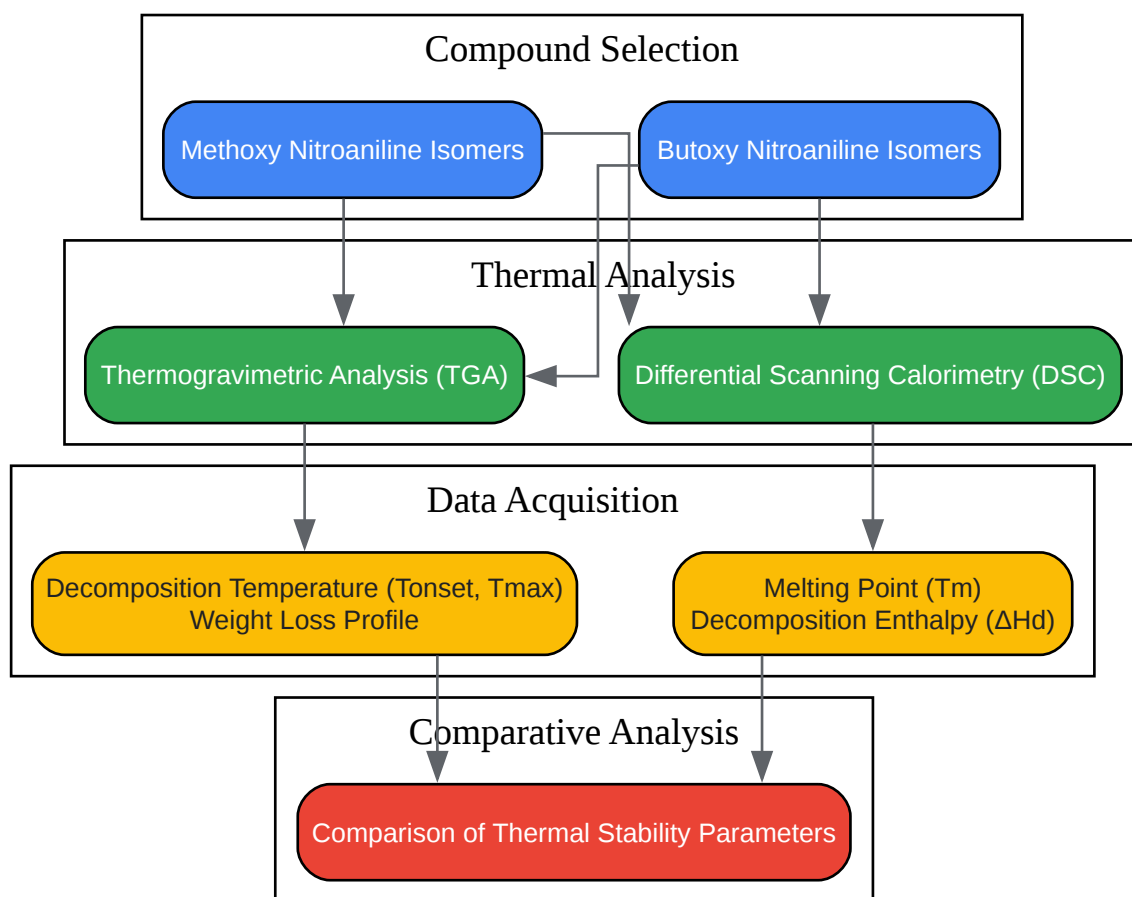 Compound Selection
Methoxy Nitroaniline Isomers
Butoxy Nitroaniline Isomers
Thermal Analysis
Thermogravimetric Analysis (TGA)
Differential Scanning Calorimetry (DSC)
Data Acquisition
Decomposition Temperature (Tonset, Tmax)
Weight Loss Profile
Melting Point (Tm)
Decomposition Enthalpy (ΔHd)
Comparative Analysis
Comparison of Thermal Stability Parameters